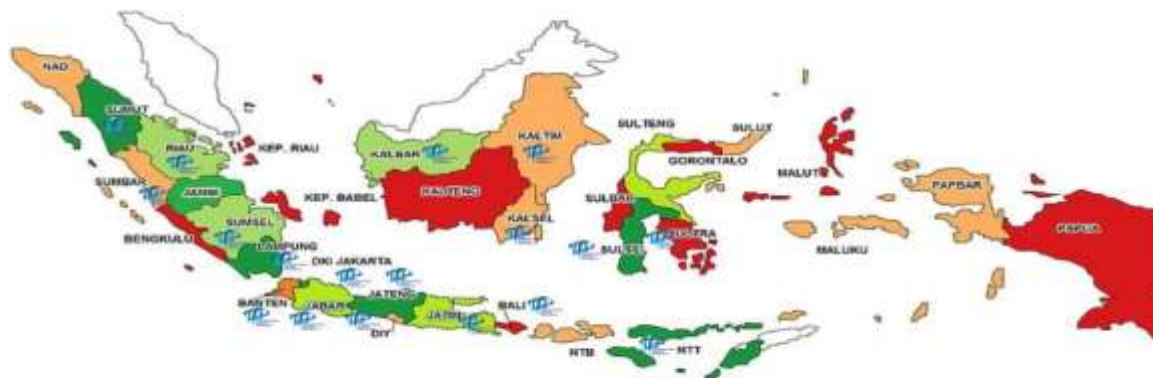 NAD
SUMUT
RIAU
KEP. RIAU
SUMBAR
JAMBI
KEP. BABEL
SUMSEL
BENGKULU
LAMPUNG
DKI JAKARTA
BANTEN
JABAR
JATENG
DIY
JATIM
BALI
NTB
NTT
KALBAR
KALTENG
KALTIM
KALSEL
SULTENG
SULUT
GORONTALO
SULBAR
SULSEL
SULTRA
MALUT
MALUKU
PAPBAR
PAPUA